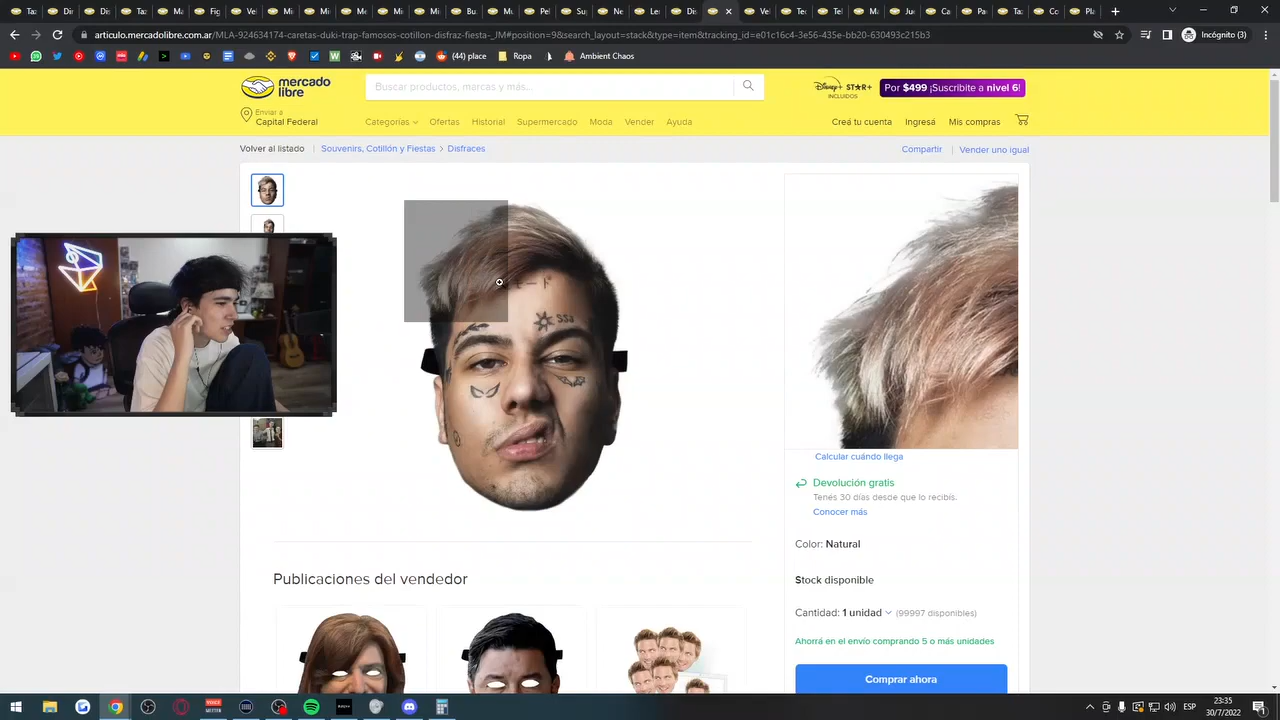 Incógnito (3)
articulo.mercadolibre.com.ar/MLA-924634174-caretas-duki-trap-famosos-cotillon-disfraz-fiesta-_JM#position=9&search_layout=stack&type=item&tracking_id=e01c16c4-3e56-435e-bb20-630493c215b3
(44) place
Ropa
Ambient Chaos
mercado libre
Buscar productos, marcas y más...
Disney+ STAR+
INCLUIDOS
Por $499 ¡Suscribite a nivel 6!
Enviar a
Capital Federal
Categorías
Ofertas
Historial
Supermercado
Moda
Vender
Ayuda
Creá tu cuenta
Ingresá
Mis compras
Volver al listado
Souvenirs, Cotillón y Fiestas > Disfraces
Compartir
Vender uno igual
Calcular cuándo llega
Devolución gratis
Tenés 30 días desde que lo recibís.
Conocer más
Color: Natural
Stock disponible
Cantidad: 1 unidad (99997 disponibles)
Ahorrá en el envío comprando 5 o más unidades
Comprar ahora
Publicaciones del vendedor
ESP
23:35